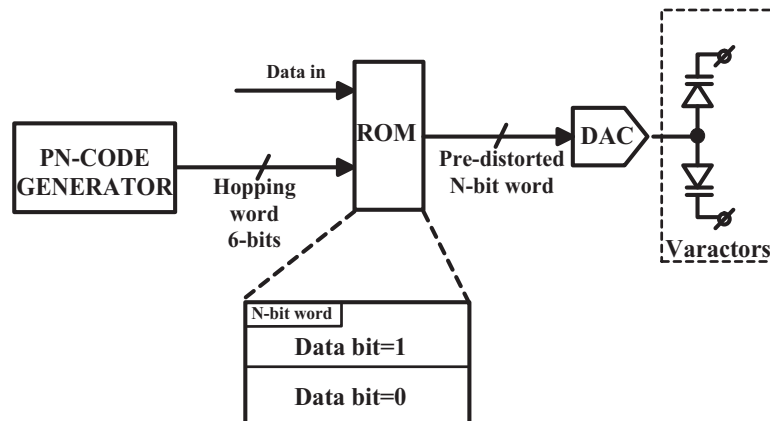 Data in
PN-CODE
GENERATOR
Hopping
word
6-bits
ROM
Pre-distorted
N-bit word
DAC
Varactors
N-bit word
Data bit=1
Data bit=0